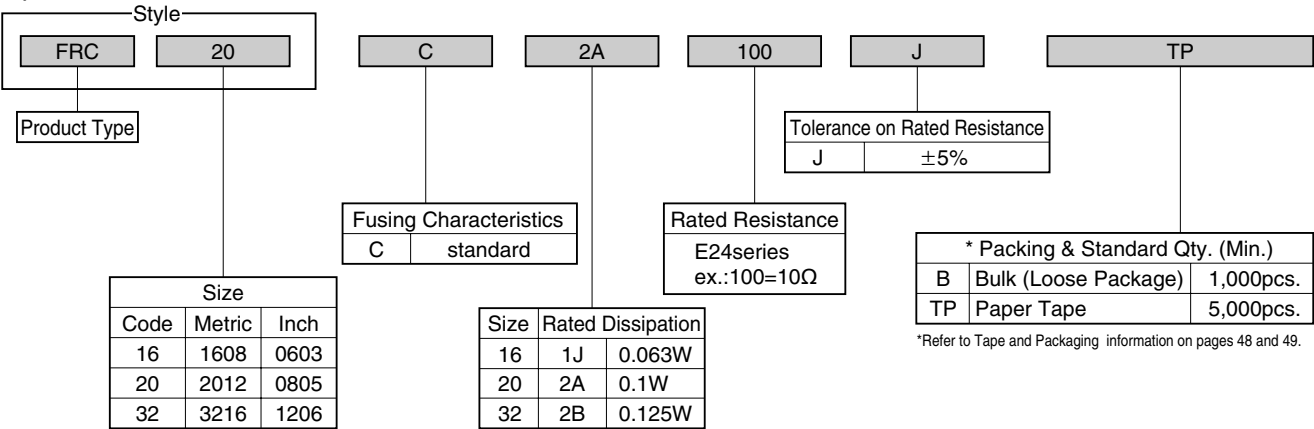 Style
FRC 20 C 2A 100 J TP
Product Type
Tolerance on Rated Resistance
J ±5%
Fusing Characteristics
C standard
Rated Resistance
E24series
ex.:100=10Ω
* Packing & Standard Qty. (Min.)
B Bulk (Loose Package) 1,000pcs.
TP Paper Tape 5,000pcs.
*Refer to Tape and Packaging information on pages 48 and 49.
Size
Code Metric Inch
16 1608 0603
20 2012 0805
32 3216 1206
Size Rated Dissipation
16 1J 0.063W
20 2A 0.1W
32 2B 0.125W